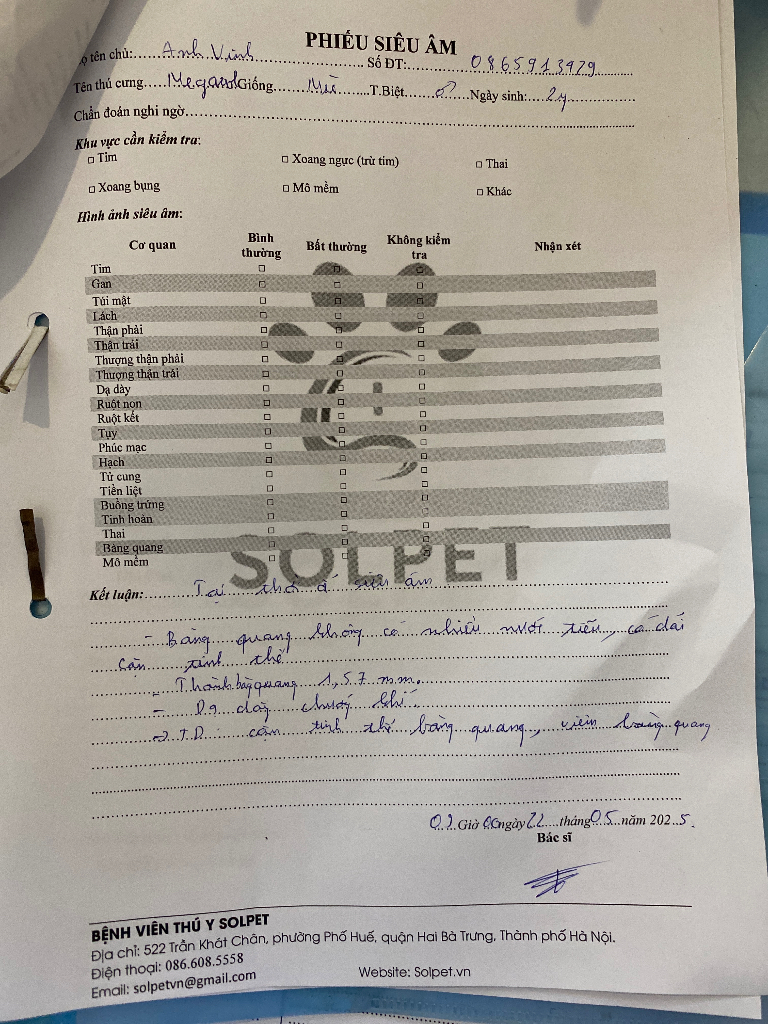 PHIẾU SIÊU ÂM
ọ tên chủ:.....Anh Vinh..... Số ĐT:.....0865913929.....
Tên thú cưng.....Giống.....Mèo.....T.Biệt.....♂.....Ngày sinh:.....2y.....
Chẩn đoán nghi ngờ.....
Khu vực cần kiểm tra:
□ Tim □ Xoang ngực (trừ tim) □ Thai
□ Xoang bụng □ Mô mềm □ Khác
Hình ảnh siêu âm:
Cơ quan Bình thường Bất thường Không kiểm tra Nhận xét
Tim □ □ □
Gan □ □ □
Túi mật □ □ □
Lách □ □ □
Thận phải □ □ □
Thận trái □ □ □
Thượng thận phải □ □ □
Thượng thận trái □ □ □
Dạ dày □ □ □
Ruột non □ □ □
Ruột kết □ □ □
Tụy □ □ □
Phúc mạc □ □ □
Hạch □ □ □
Tử cung □ □ □
Tiền liệt □ □ □
Buồng trứng □ □ □
Tinh hoàn □ □ □
Thai □ □ □
Bàng quang □ □ □
Mô mềm □ □ □
SOLPET
Kết luận:.....Tại thời siêu âm
- Bàng quang không có nhiều nước tiểu, có dải
cặn tinh thể
- Thành bàng quang 1,57 mm.
- Dạ dày chướng khí.
=> TD: cặn tinh thể bàng quang, viêm bàng quang
Giờ 00 ngày 22 tháng 05 năm 2025.
Bác sĩ
BỆNH VIỆN THÚ Y SOLPET
Địa chỉ: 522 Trần Khát Chân, phường Phố Huế, quận Hai Bà Trưng, Thành phố Hà Nội.
Điện thoại: 086.608.5558
Email: solpetvn@gmail.com Website: Solpet.vn